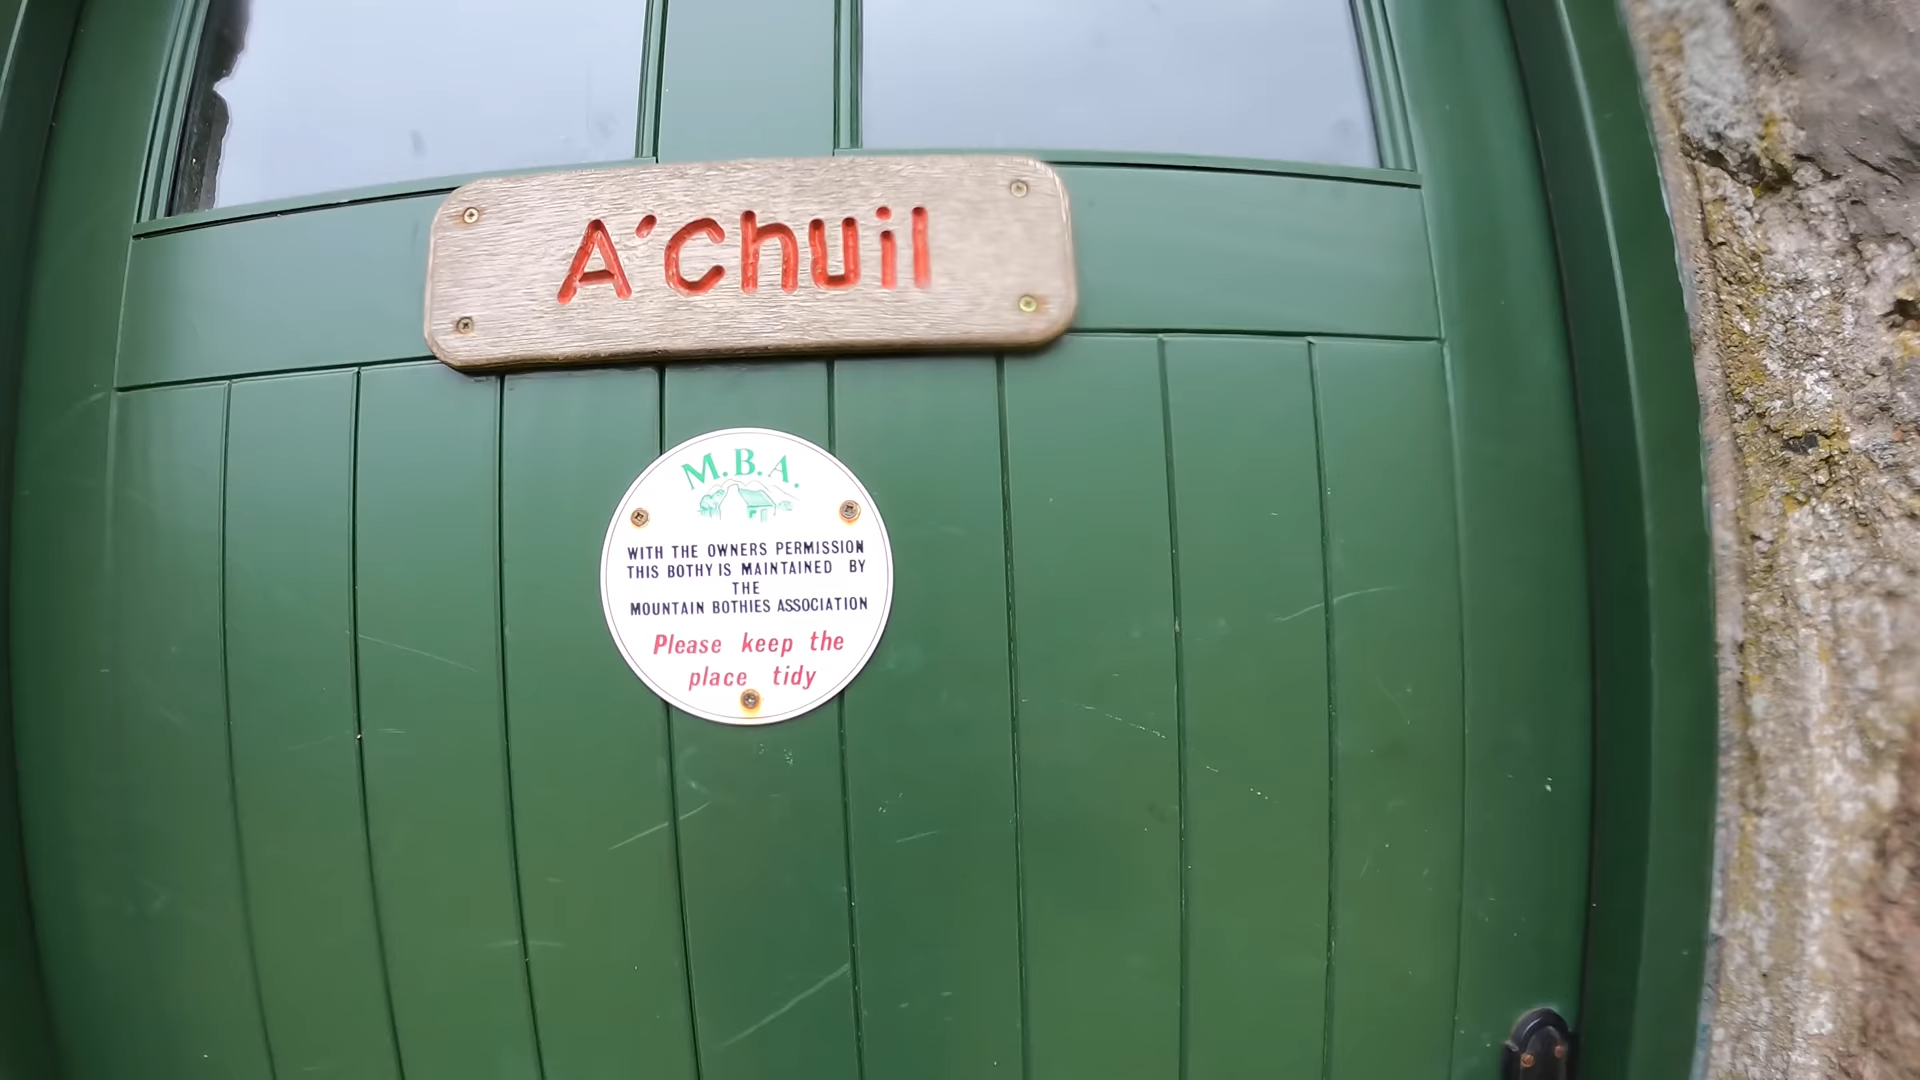 A'Chuil
M.B.A.
WITH THE OWNERS PERMISSION
THIS BOTHY IS MAINTAINED BY
THE
MOUNTAIN BOTHIES ASSOCIATION
Please keep the
place tidy